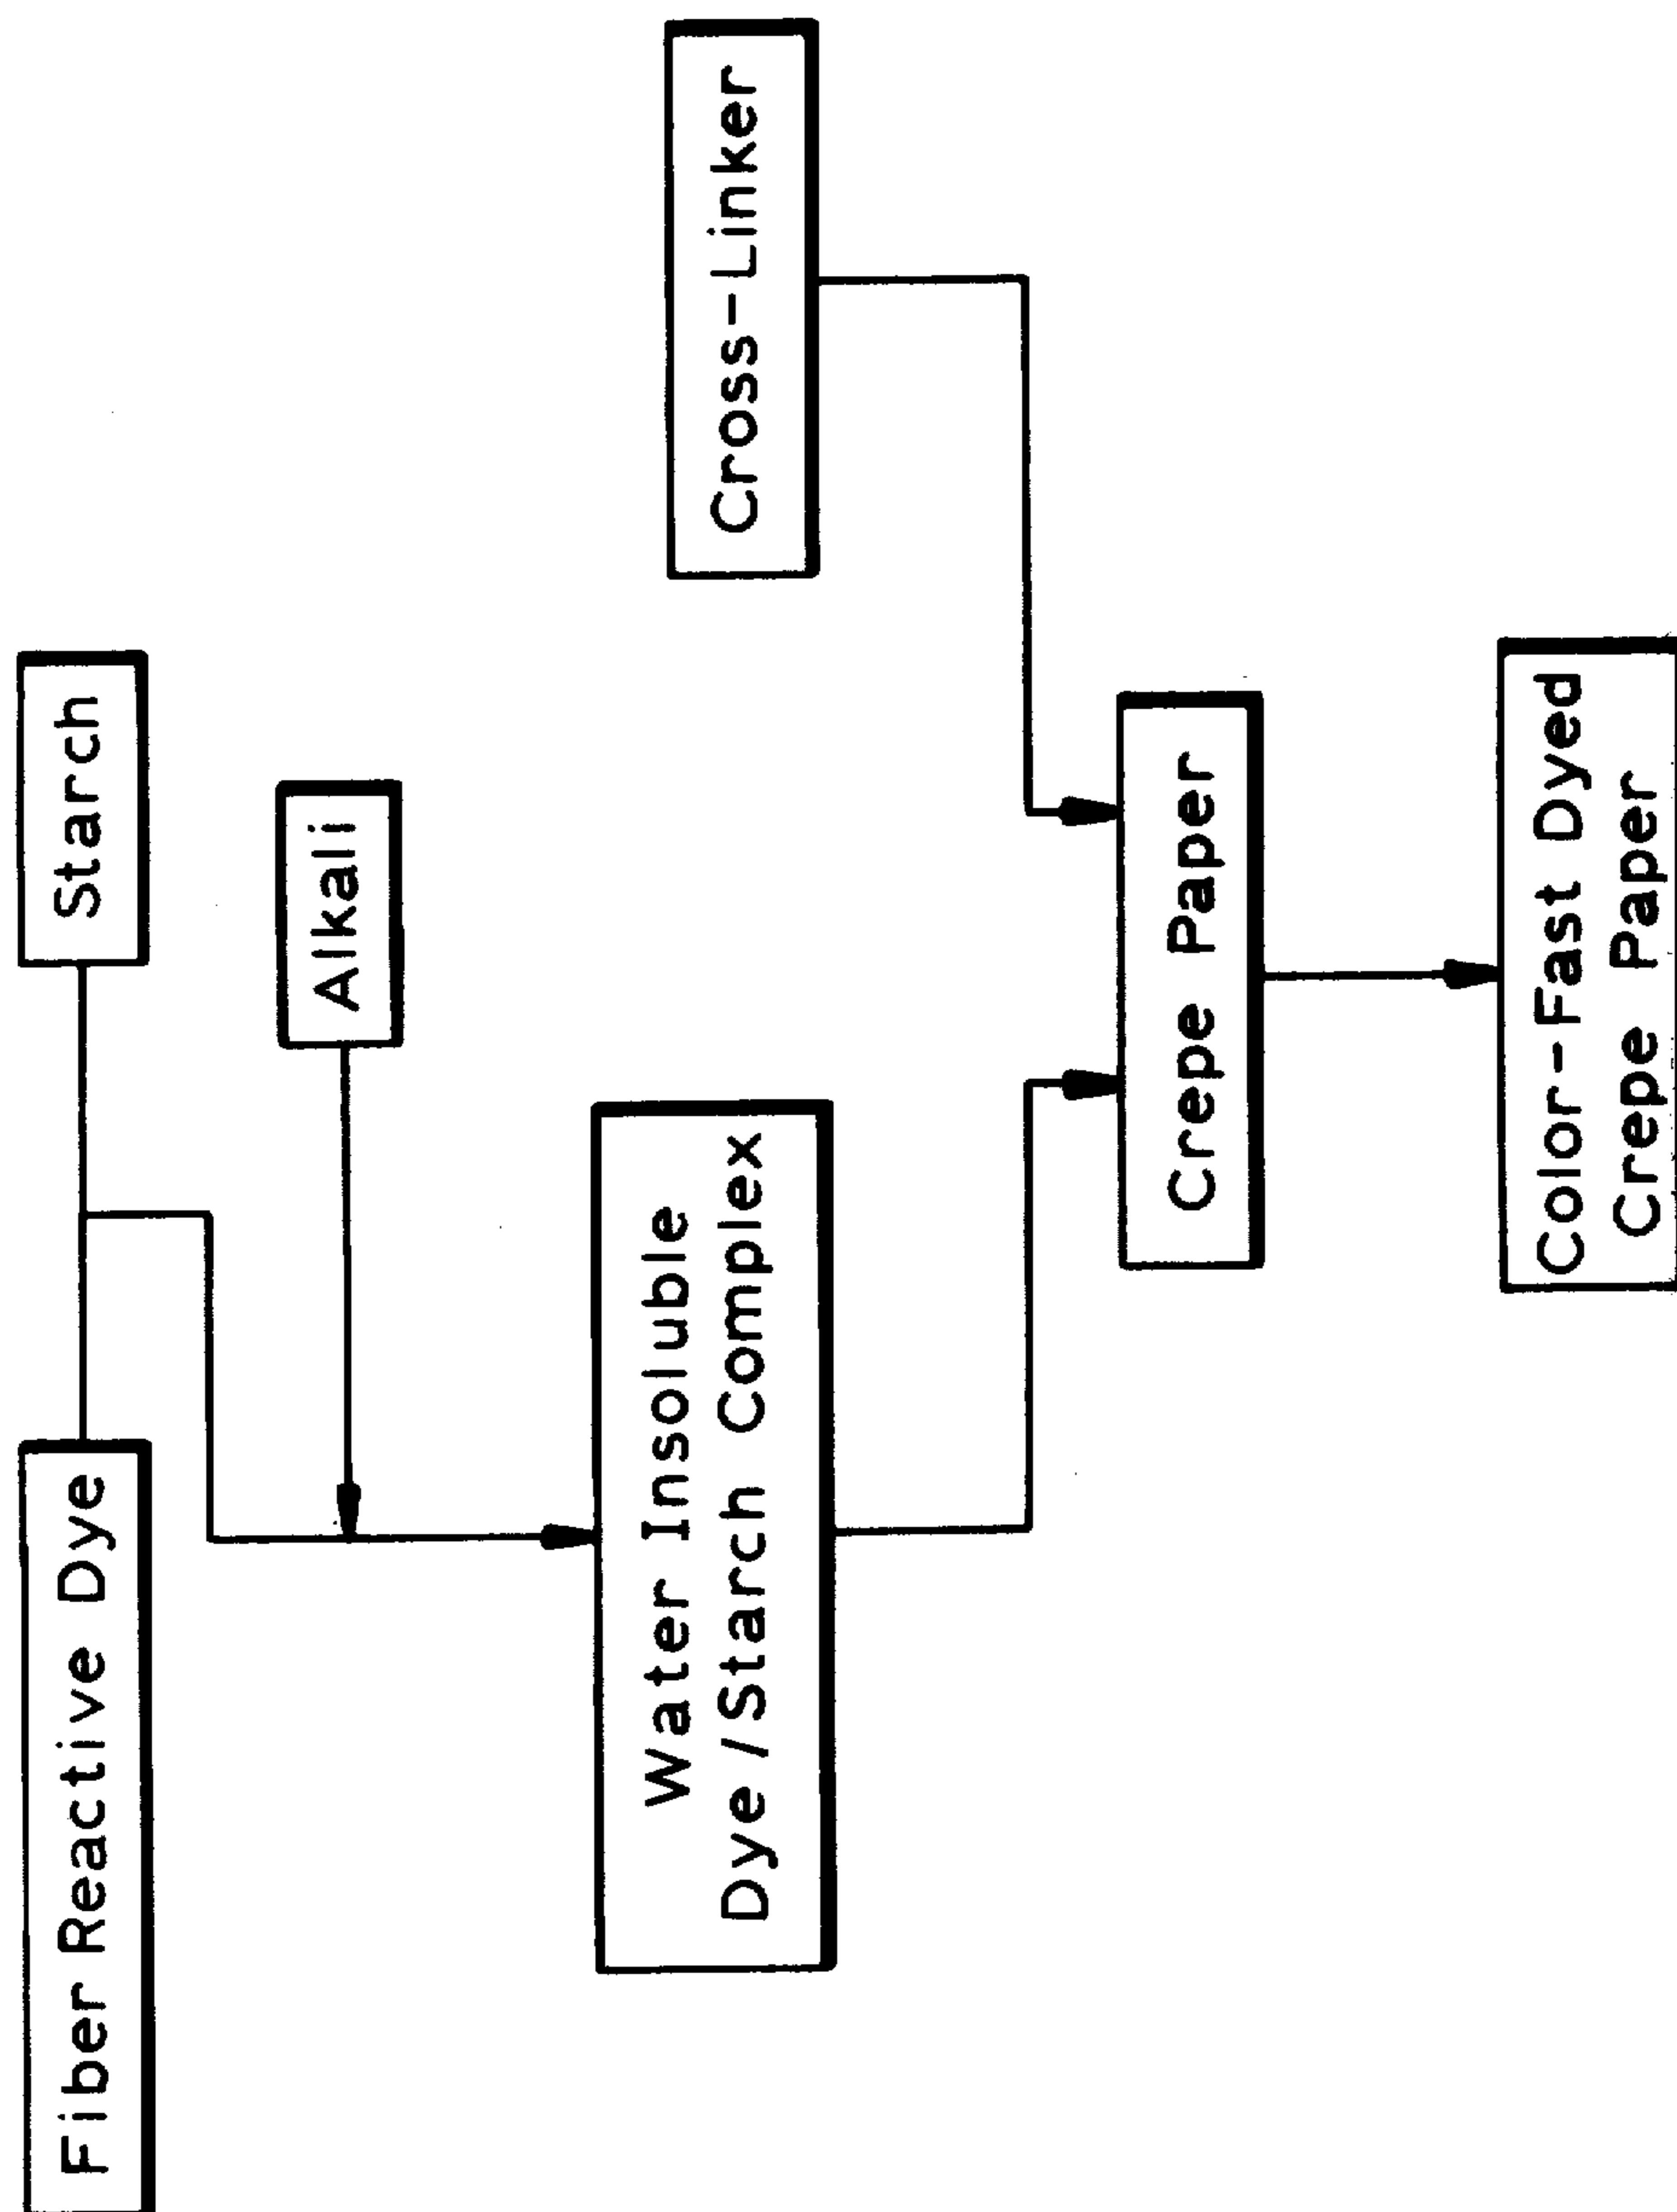 Fiber Reactive Dye
Starch
Alkali
Water Insoluble
Dye/Starch Complex
Cross-Linker
Crepe Paper
Color-Fast Dyed
Crepe Paper